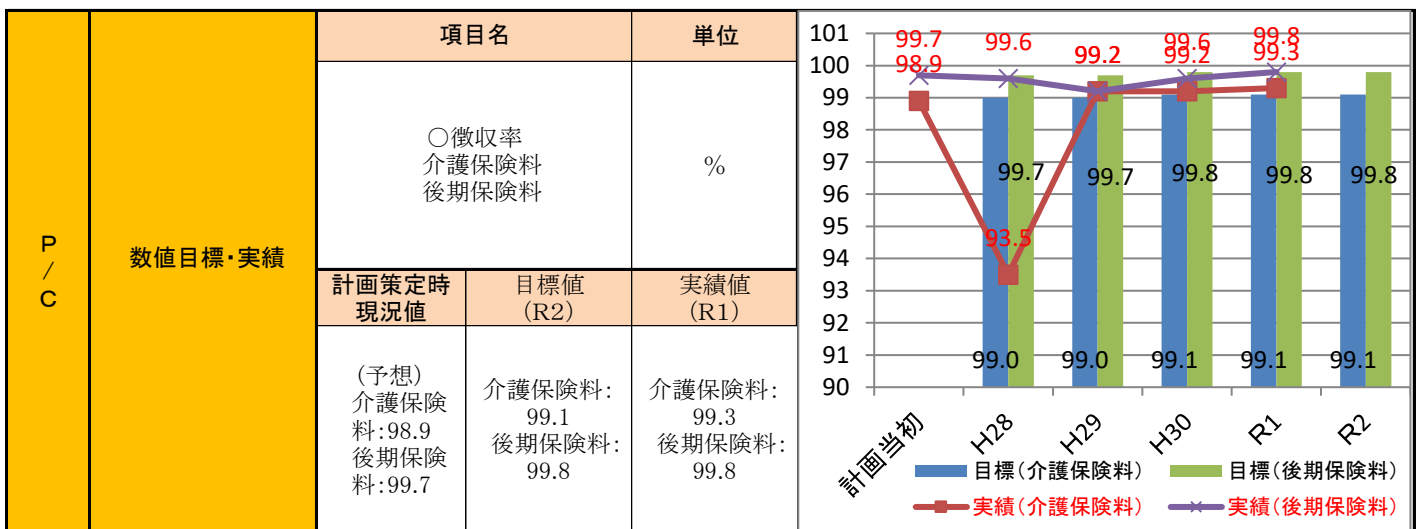 P
/
C
数値目標・実績
項目名
単位
○徴収率
介護保険料
後期保険料
%
計画策定時
現況値
目標値
(R2)
実績値
(R1)
(予想)
介護保険
料:98.9
後期保険
料:99.7
介護保険料:
99.1
後期保険料:
99.8
介護保険料:
99.3
後期保険料:
99.8
101
100
99
98
97
96
95
94
93
92
91
90
99.7 99.6 99.2 99.6 99.8
98.9 93.5 99.2 99.2 99.3
99.7 99.7 99.8 99.8 99.8
99.0 99.0 99.1 99.1 99.1
計画当初 H28 H29 H30 R1 R2
目標(介護保険料) 目標(後期保険料)
実績(介護保険料) 実績(後期保険料)